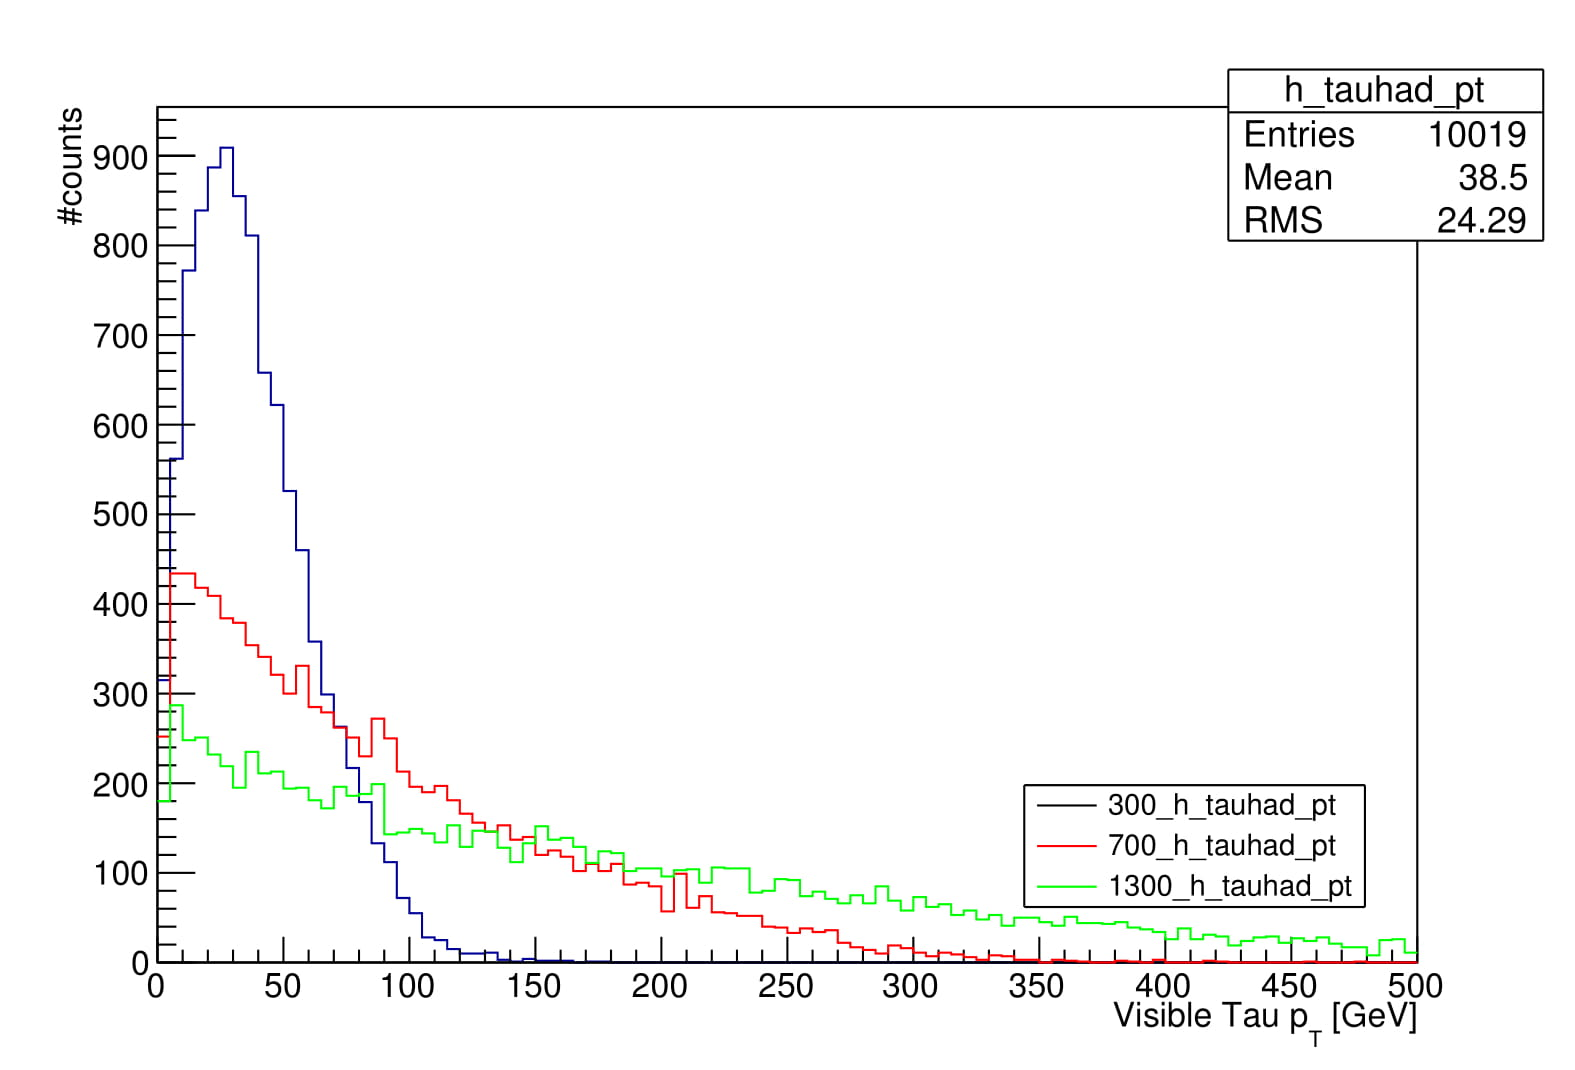 h_tauhad_pt
Entries 10019
Mean 38.5
RMS 24.29
#counts
900
800
700
600
500
400
300
200
100
0
300_h_tauhad_pt
700_h_tauhad_pt
1300_h_tauhad_pt
0 50 100 150 200 250 300 350 400 450 500
Visible Tau p_T [GeV]